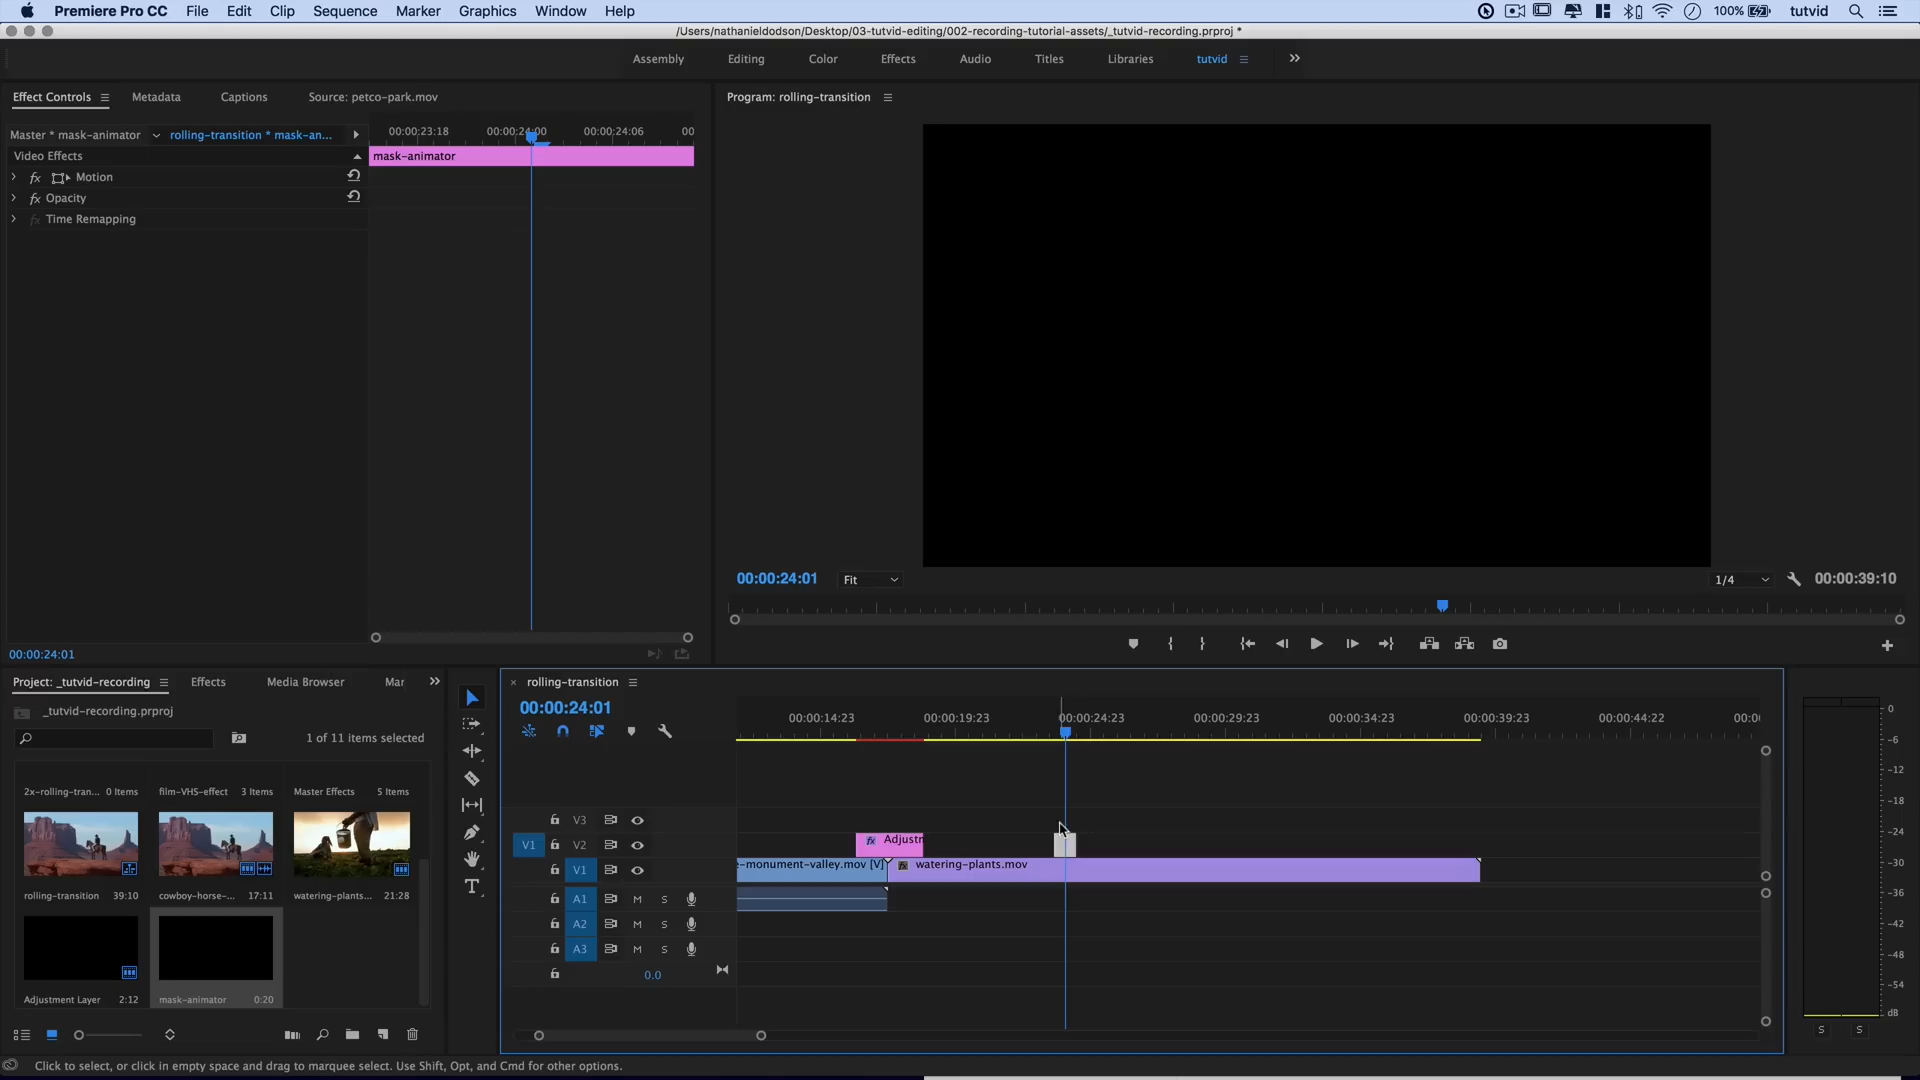 Premiere Pro CC File Edit Clip Sequence Marker Graphics Window Help 100% tutvid
/Users/nathanieldodson/Desktop/03-tutvid-editing/002-recording-tutorial-assets/_tutvid-recording.prproj *
Assembly Editing Color Effects Audio Titles Libraries tutvid
Effect Controls Metadata Captions Source: petco-park.mov
Program: rolling-transition
Master * mask-animator rolling-transition * mask-an...
00:00:23:18 00:00:24:00 00:00:24:06 00
Video Effects
mask-animator
fx Motion
fx Opacity
fx Time Remapping
00:00:24:01 Fit 1/4 00:00:39:10
00:00:24:01
Project: _tutvid-recording Effects Media Browser Mar
_tutvid-recording.prproj
1 of 11 items selected
2x-rolling-tran... 0 Items film-VHS-effect 3 Items Master Effects 5 Items
rolling-transition 39:10 cowboy-horse-... 17:11 watering-plants... 21:28
Adjustment Layer 2:12 mask-animator 0:20
rolling-transition
00:00:24:01
00:00:14:23 00:00:19:23 00:00:24:23 00:00:29:23 00:00:34:23 00:00:39:23 00:00:44:22 00:0
V3
V1 V2 fx Adjustr
V1 e-monument-valley.mov [V] fx watering-plants.mov
A1 M S
A2 M S
A3 M S
0.0
0
-6
-12
-18
-24
-30
-36
-42
-48
-54
dB
S S
Click to select, or click in empty space and drag to marquee select. Use Shift, Opt, and Cmd for other options.